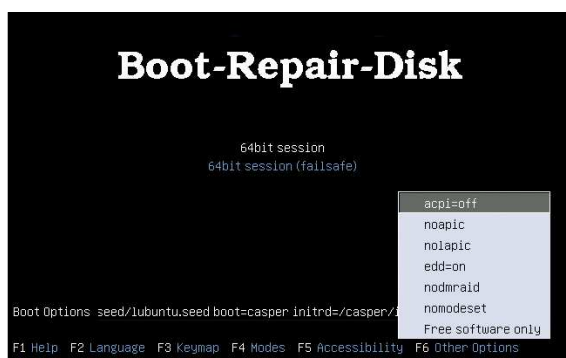 Boot-Repair-Disk
64bit session
64bit session (failsafe)
acpi=off
noapic
nolapic
edd=on
nodmraid
nomodeset
Free software only
Boot Options seed/lubuntu.seed boot=casper initrd=/casper/i
F1 Help F2 Language F3 Keymap F4 Modes F5 Accessibility F6 Other Options